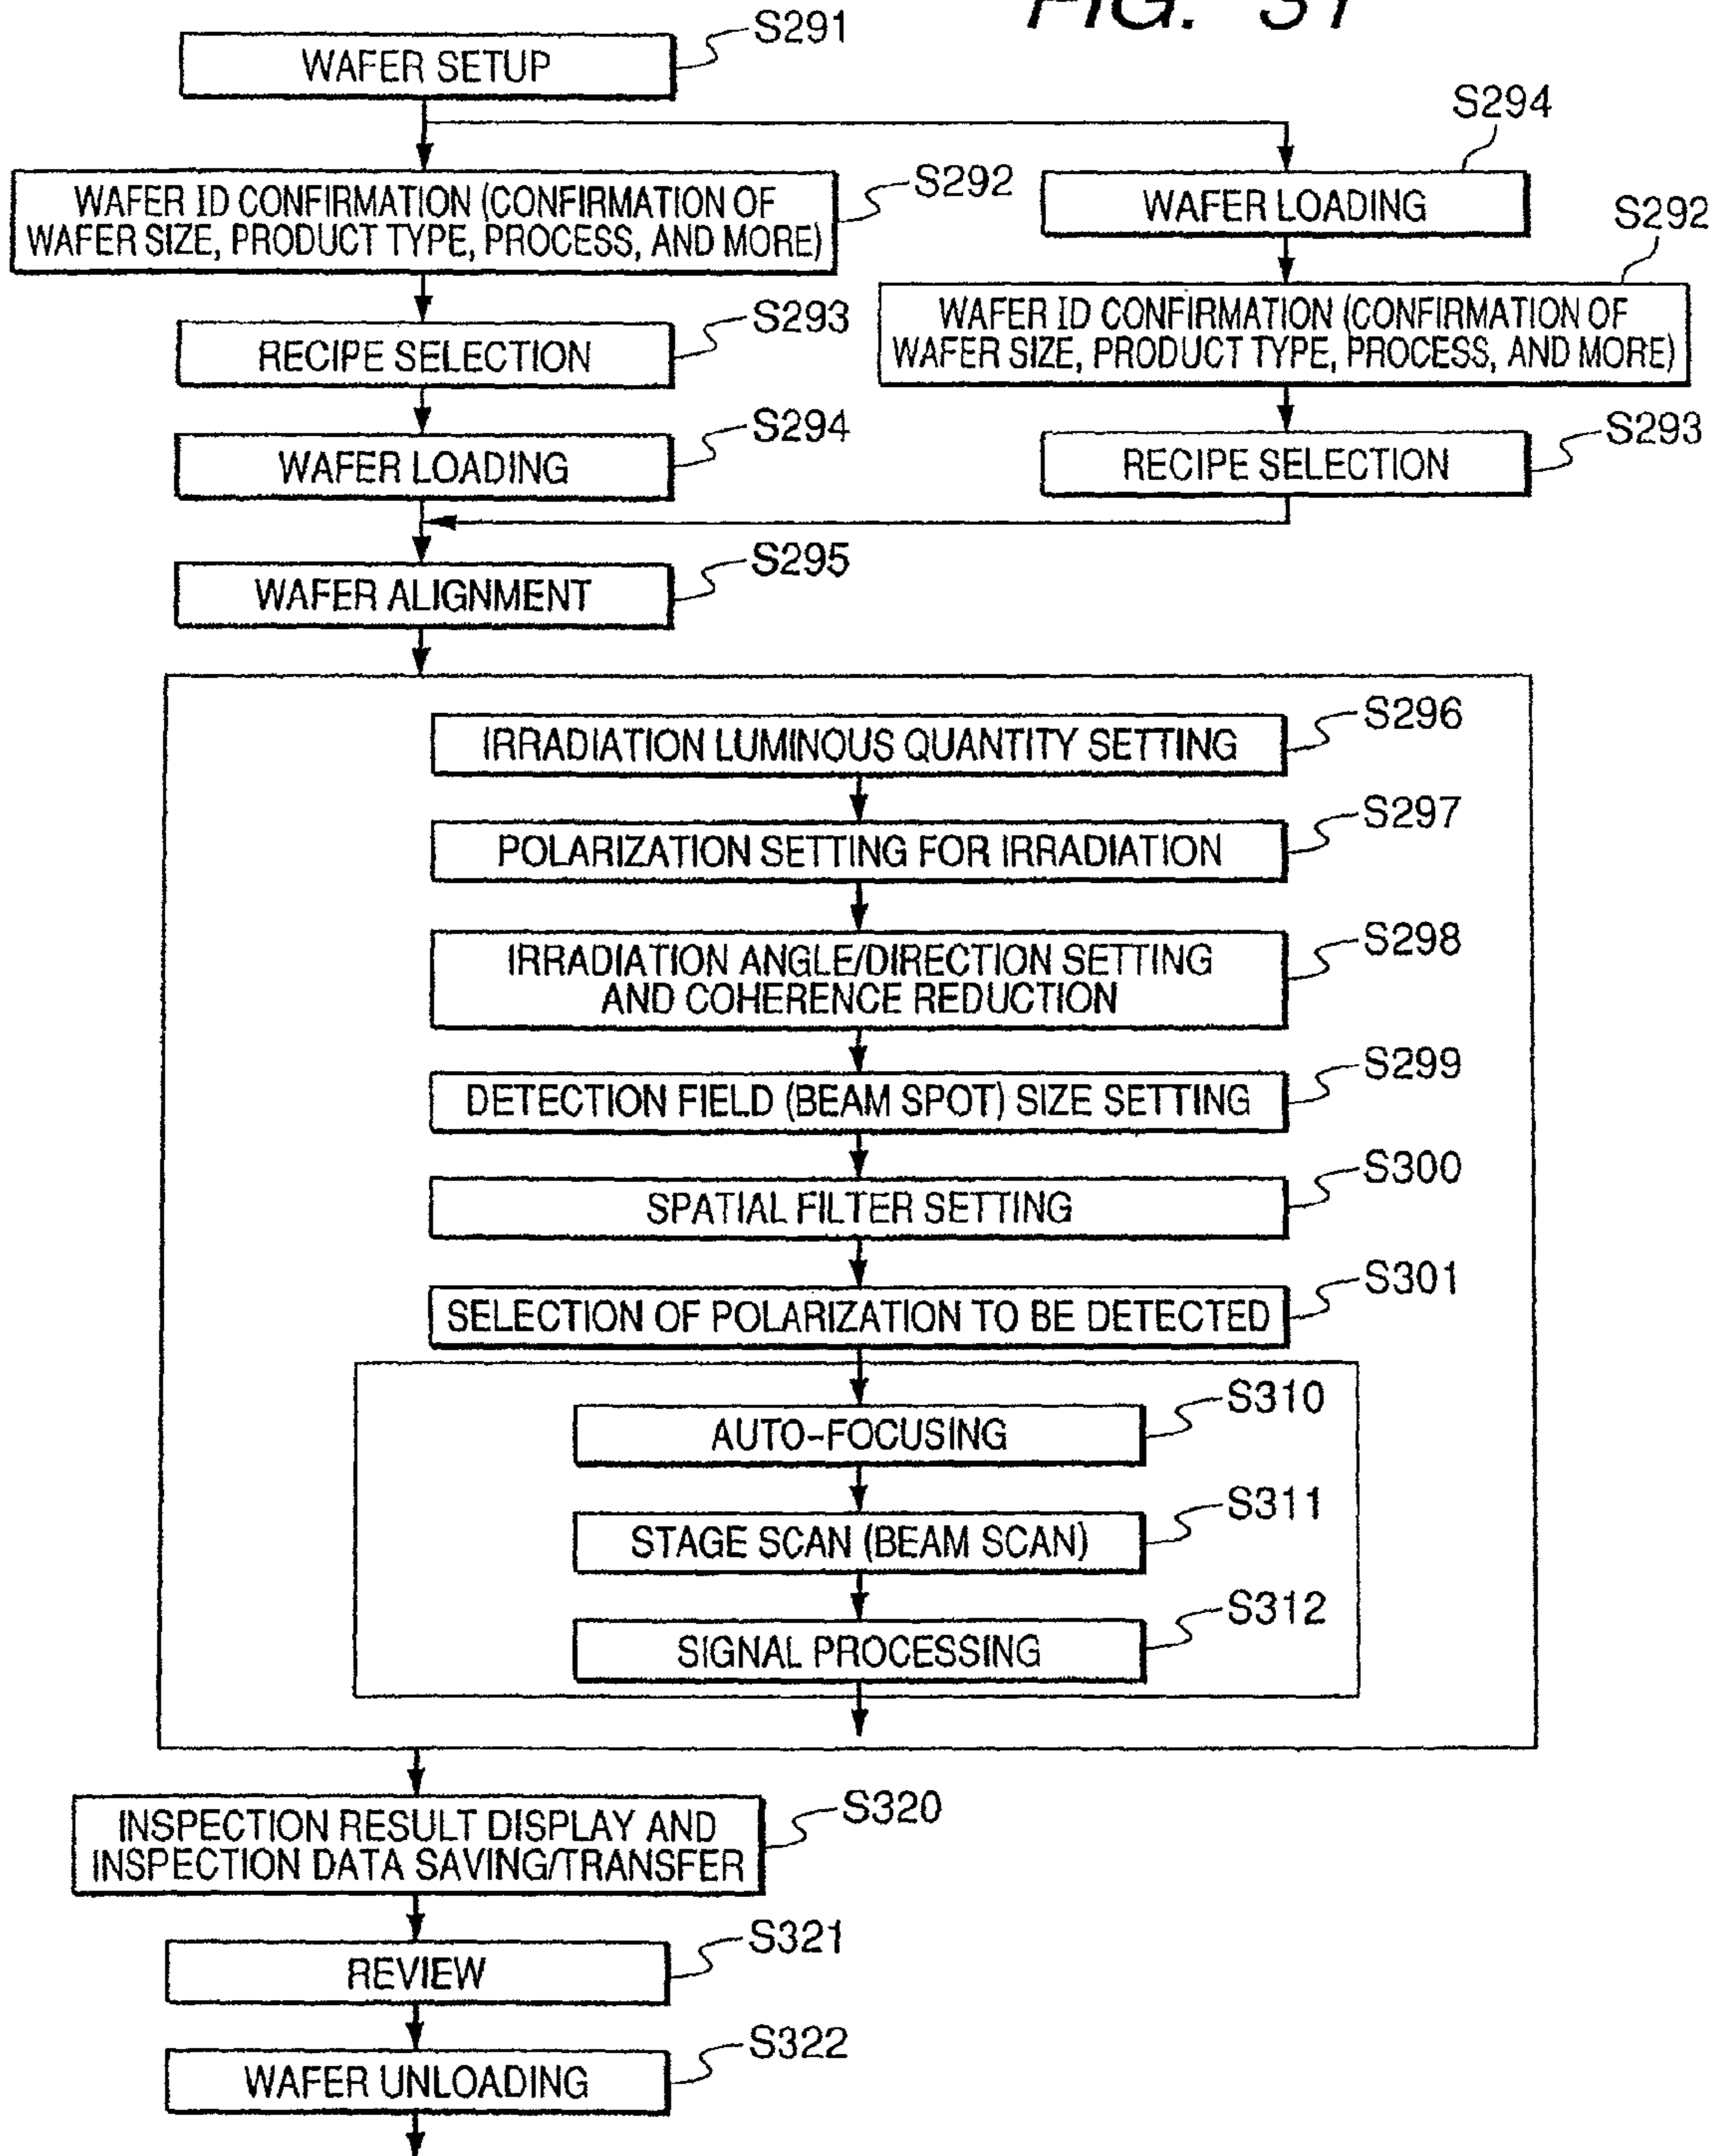 FIG. 31
S291
WAFER SETUP
S294
S292
WAFER ID CONFIRMATION (CONFIRMATION OF
WAFER SIZE, PRODUCT TYPE, PROCESS, AND MORE)
WAFER LOADING
S292
S293
WAFER ID CONFIRMATION (CONFIRMATION OF
WAFER SIZE, PRODUCT TYPE, PROCESS, AND MORE)
RECIPE SELECTION
S294
WAFER LOADING
S293
RECIPE SELECTION
S295
WAFER ALIGNMENT
S296
IRRADIATION LUMINOUS QUANTITY SETTING
S297
POLARIZATION SETTING FOR IRRADIATION
S298
IRRADIATION ANGLE/DIRECTION SETTING
AND COHERENCE REDUCTION
S299
DETECTION FIELD (BEAM SPOT) SIZE SETTING
S300
SPATIAL FILTER SETTING
S301
SELECTION OF POLARIZATION TO BE DETECTED
S310
AUTO-FOCUSING
S311
STAGE SCAN (BEAM SCAN)
S312
SIGNAL PROCESSING
S320
INSPECTION RESULT DISPLAY AND
INSPECTION DATA SAVING/TRANSFER
S321
REVIEW
S322
WAFER UNLOADING